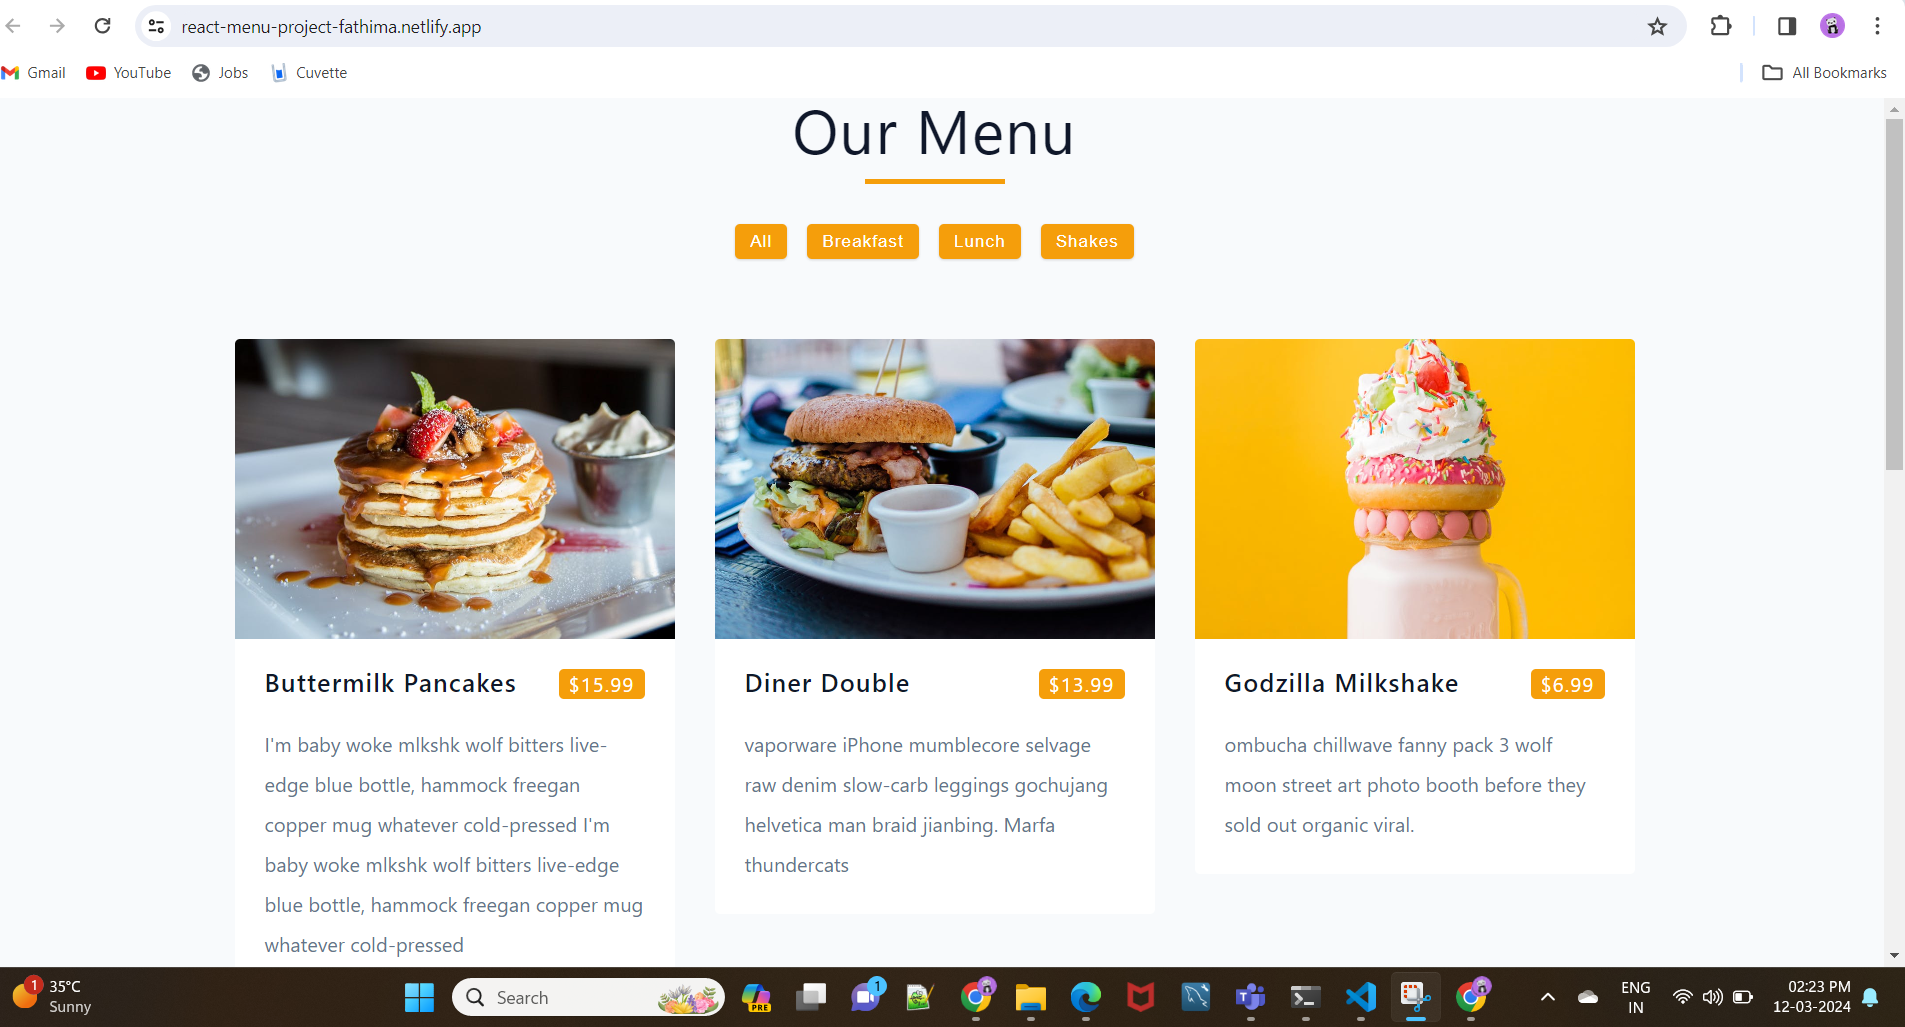 react-menu-project-fathima.netlify.app
Gmail YouTube Jobs Cuvette All Bookmarks
Our Menu
All Breakfast Lunch Shakes
Buttermilk Pancakes $15.99
I'm baby woke mlkshk wolf bitters live-
edge blue bottle, hammock freegan
copper mug whatever cold-pressed I'm
baby woke mlkshk wolf bitters live-edge
blue bottle, hammock freegan copper mug
whatever cold-pressed
Diner Double $13.99
vaporware iPhone mumblecore selvage
raw denim slow-carb leggings gochujang
helvetica man braid jianbing. Marfa
thundercats
Godzilla Milkshake $6.99
ombucha chillwave fanny pack 3 wolf
moon street art photo booth before they
sold out organic viral.
1
35°C
Sunny
Search
PRE
1
ENG
IN
02:23 PM
12-03-2024